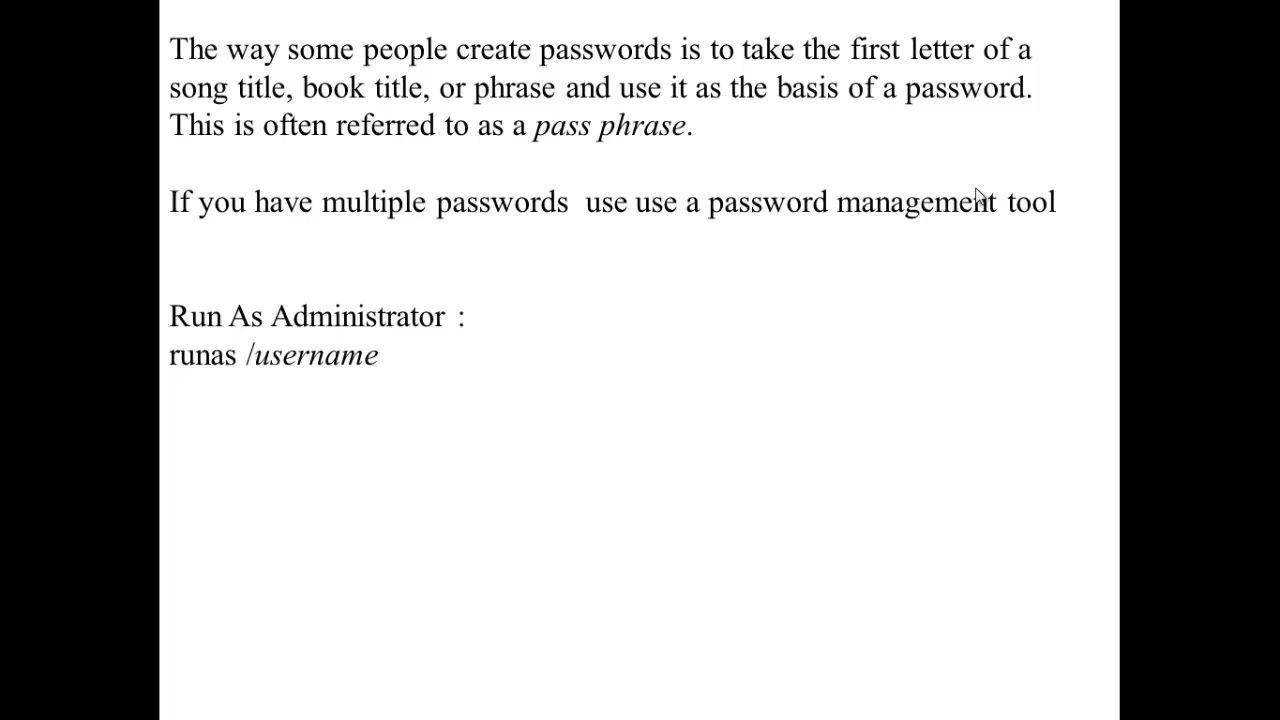 The way some people create passwords is to take the first letter of a
song title, book title, or phrase and use it as the basis of a password.
This is often referred to as a pass phrase.
If you have multiple passwords  use use a password management tool
Run As Administrator :
runas /username